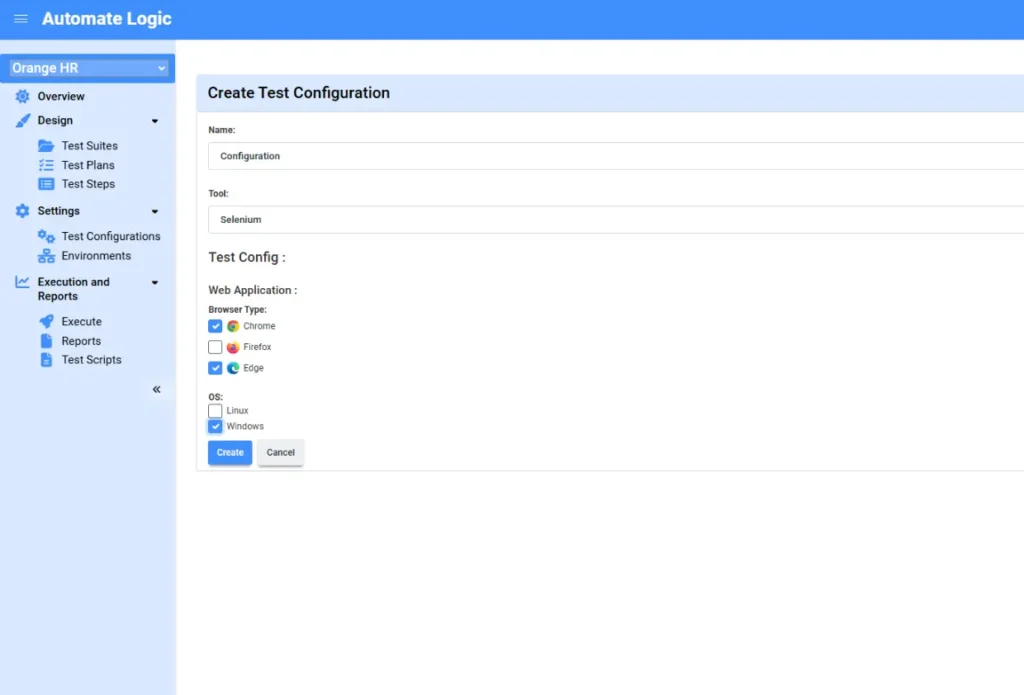 Automate Logic
Orange HR
Overview
Design
Test Suites
Test Plans
Test Steps
Settings
Test Configurations
Environments
Execution and
Reports
Execute
Reports
Test Scripts
Create Test Configuration
Name:
Configuration
Tool:
Selenium
Test Config :
Web Application :
Browser Type:
Chrome
Firefox
Edge
OS:
Linux
Windows
Create Cancel